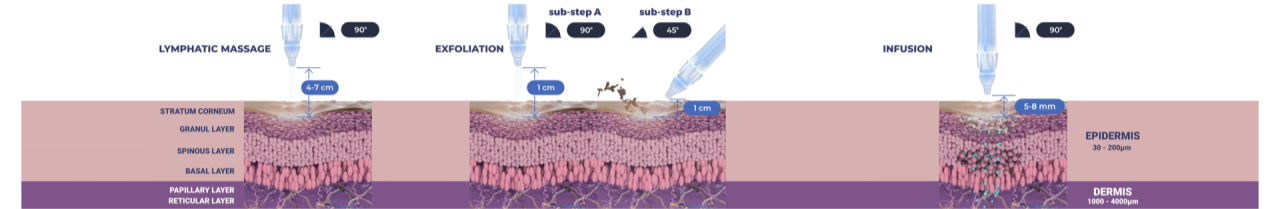 LYMPHATIC MASSAGE
90°
4-7 cm
EXFOLIATION
sub-step A
90°
1 cm
sub-step B
45°
1 cm
INFUSION
90°
5-8 mm
STRATUM CORNEUM
GRANUL LAYER
SPINOUS LAYER
BASAL LAYER
PAPILLARY LAYER
RETICULAR LAYER
EPIDERMIS
30 - 200µm
DERMIS
1000 - 4000µm